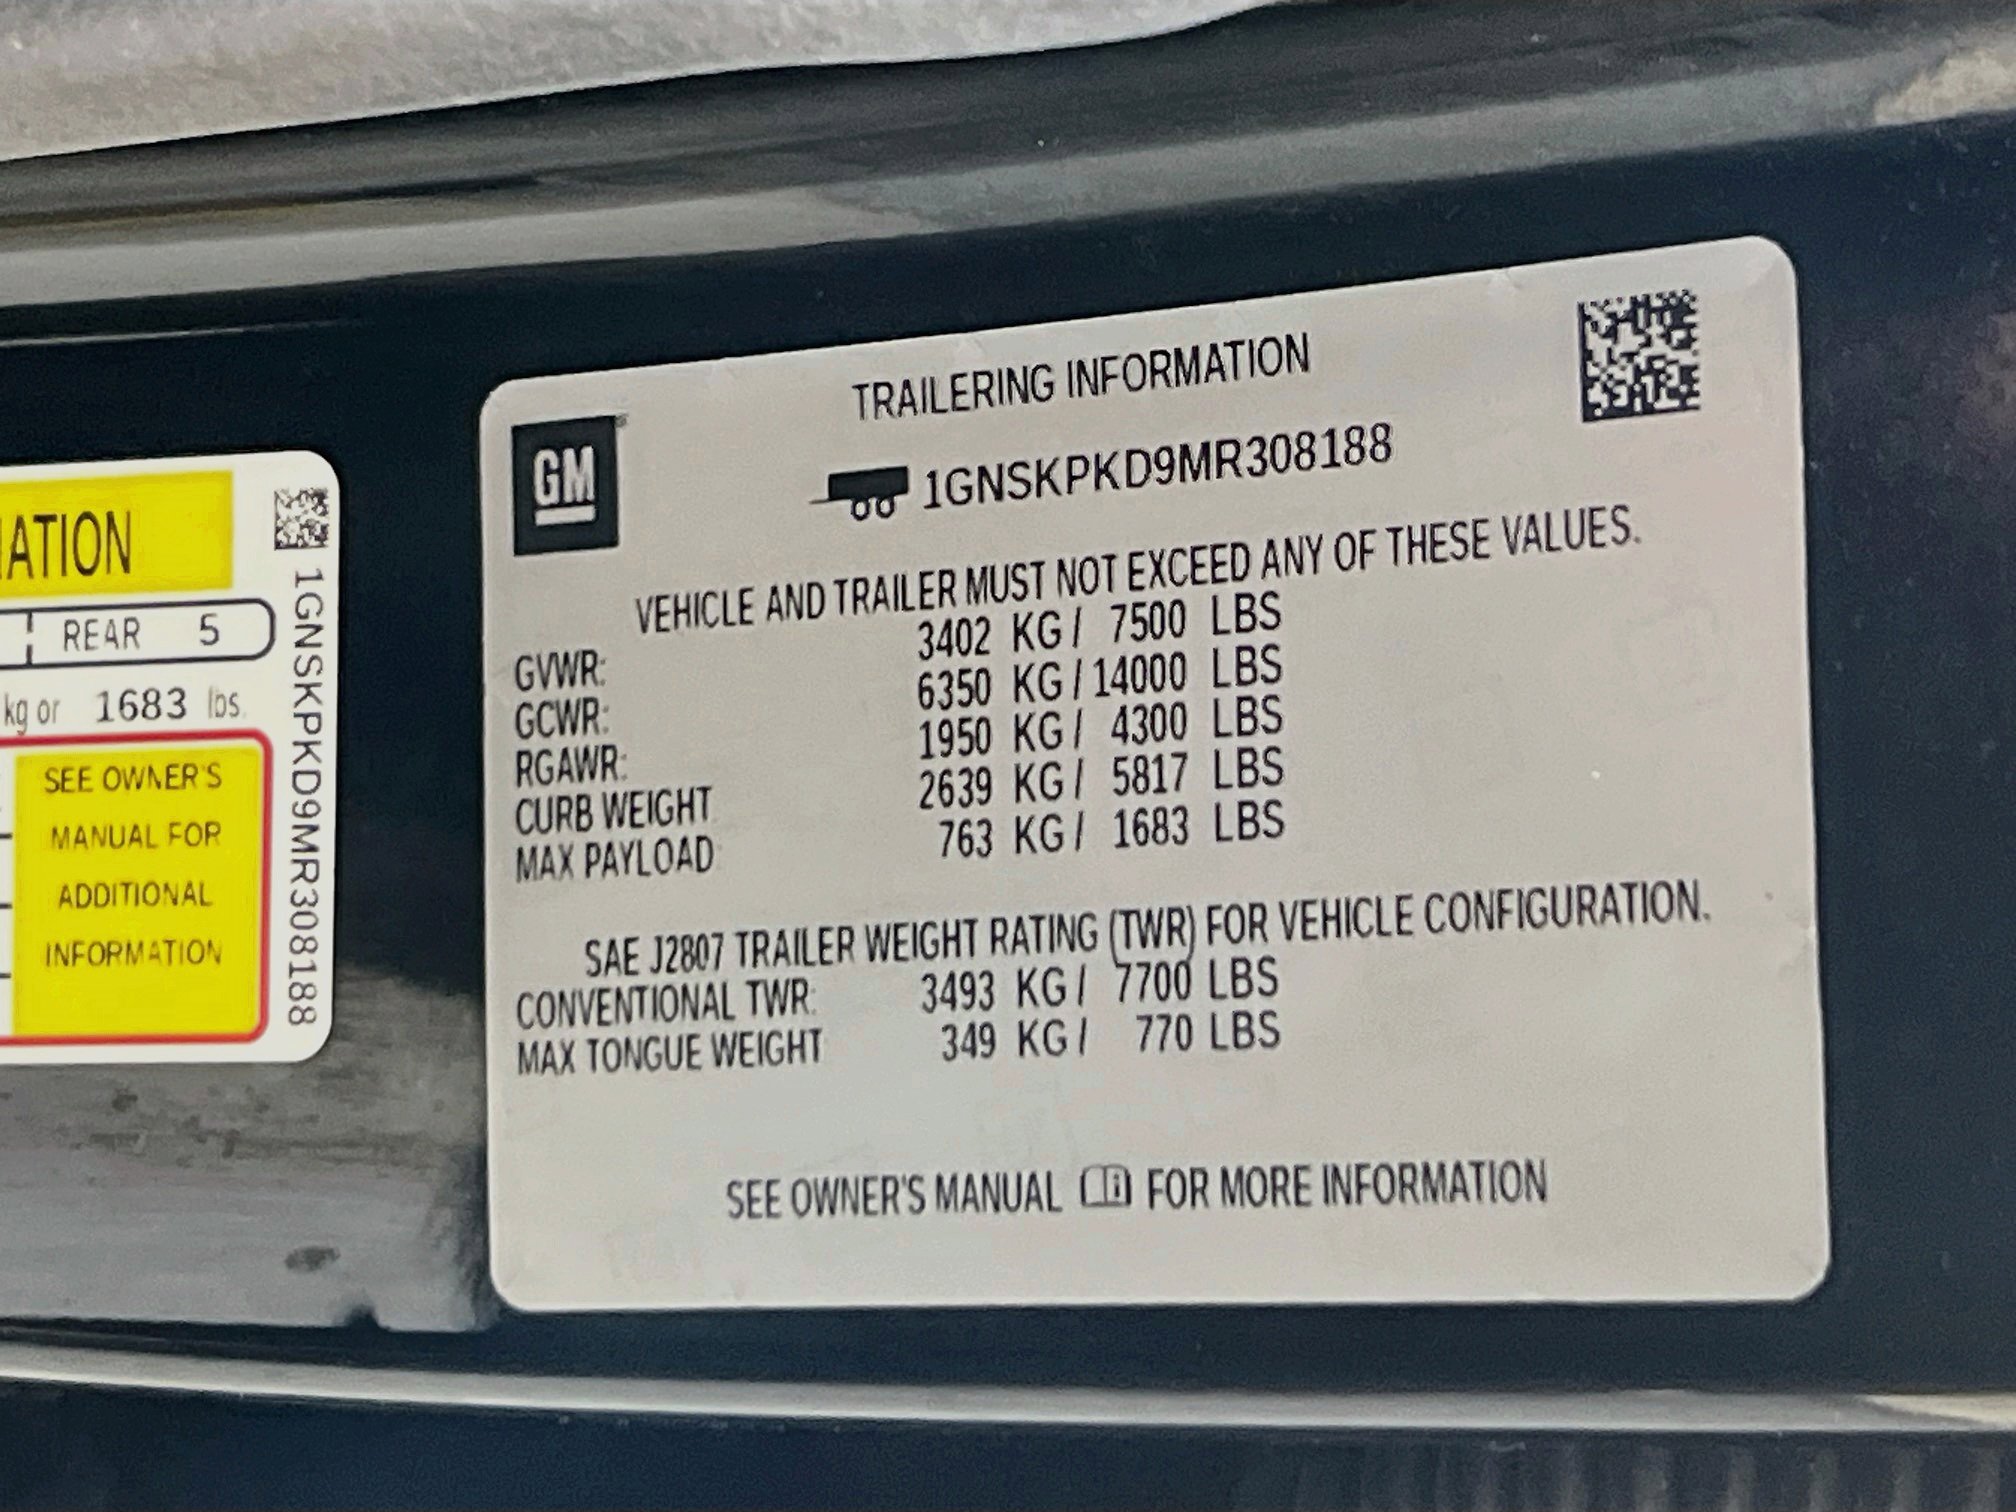 ATION
REAR 5
kg or 1683 lbs.
SEE OWNER'S
MANUAL FOR
ADDITIONAL
INFORMATION
1GNSKPKD9MR308188
GM
TRAILERING INFORMATION
1GNSKPKD9MR308188
VEHICLE AND TRAILER MUST NOT EXCEED ANY OF THESE VALUES.
GVWR: 3402 KG / 7500 LBS
GCWR: 6350 KG / 14000 LBS
RGAWR: 1950 KG / 4300 LBS
CURB WEIGHT 2639 KG / 5817 LBS
MAX PAYLOAD 763 KG / 1683 LBS
SAE J2807 TRAILER WEIGHT RATING (TWR) FOR VEHICLE CONFIGURATION.
CONVENTIONAL TWR: 3493 KG / 7700 LBS
MAX TONGUE WEIGHT 349 KG / 770 LBS
SEE OWNER'S MANUAL FOR MORE INFORMATION